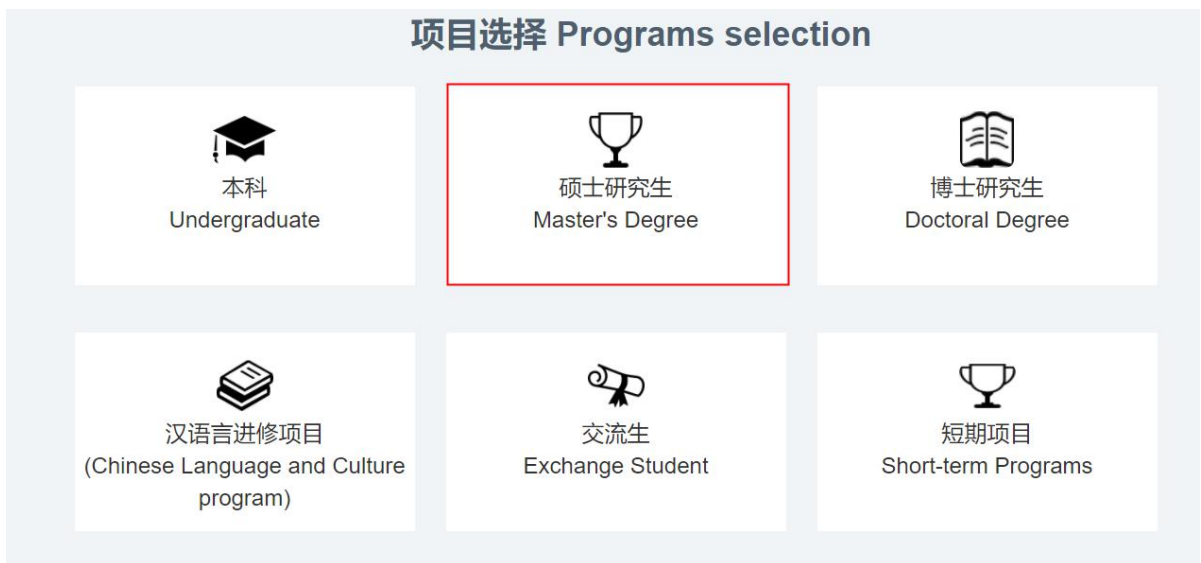 项目选择 Programs selection
本科
Undergraduate
硕士研究生
Master's Degree
博士研究生
Doctoral Degree
汉语言进修项目
(Chinese Language and Culture
program)
交流生
Exchange Student
短期项目
Short-term Programs